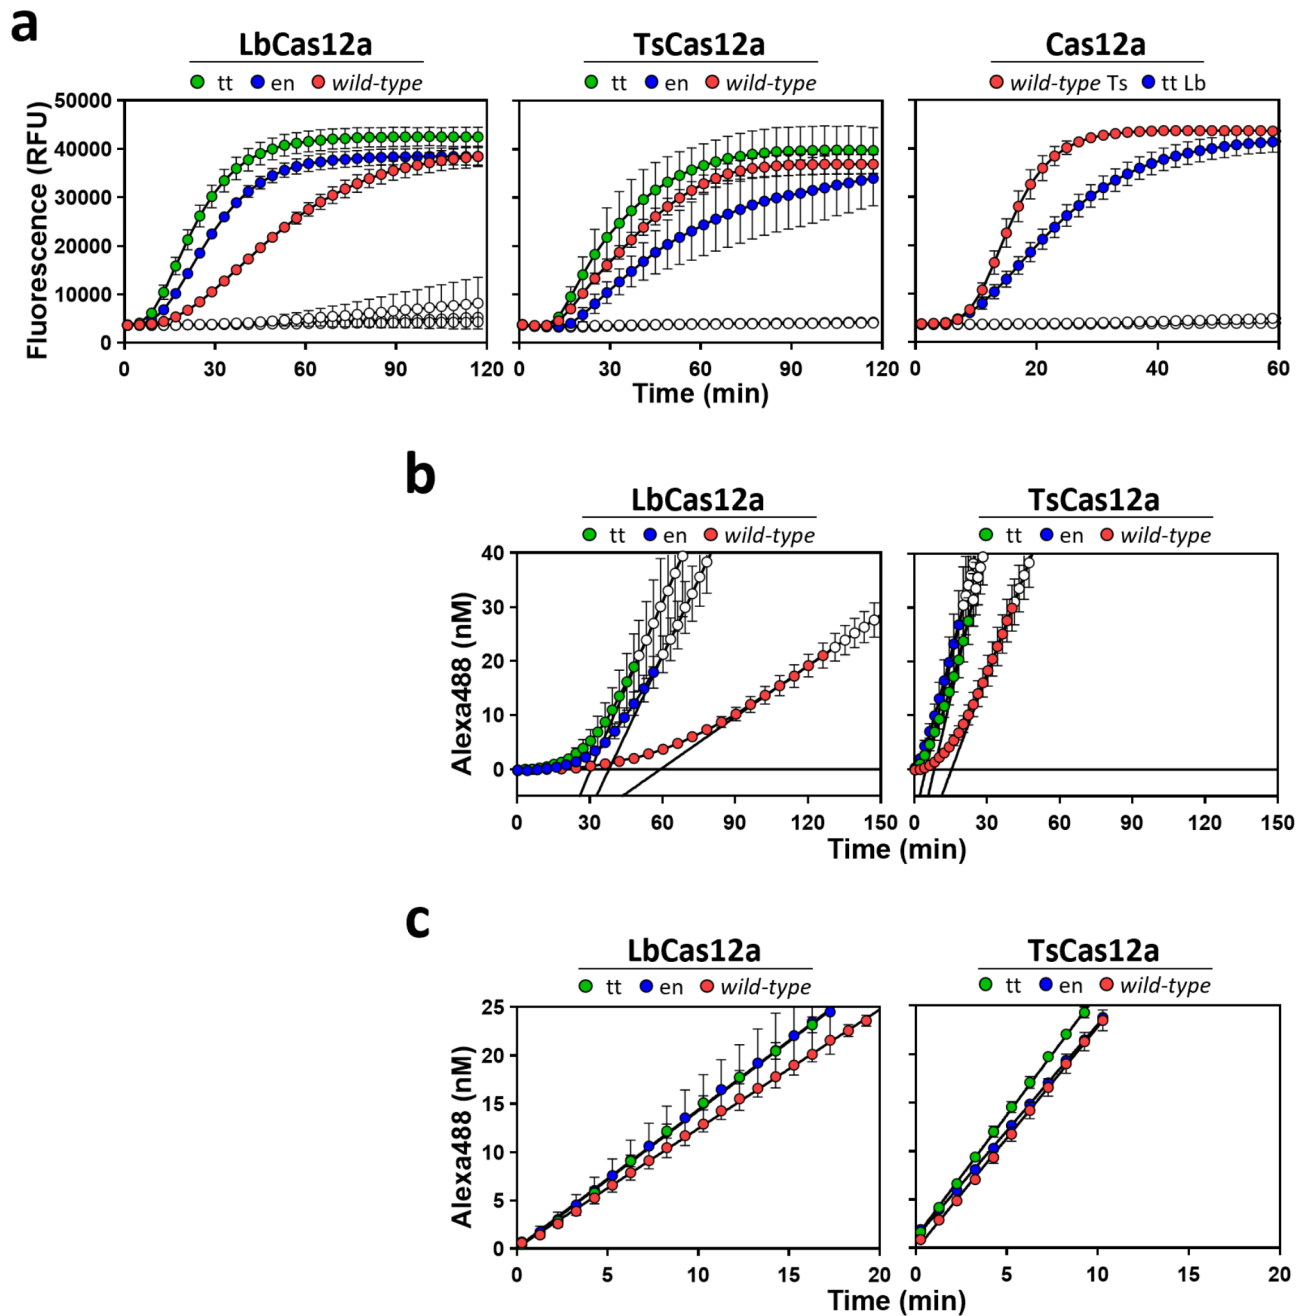 a
LbCas12a TsCas12a Cas12a
tt en wild-type tt en wild-type wild-type Ts tt Lb
Fluorescence (RFU)
50000
40000
30000
20000
10000
0
0 30 60 90 120 0 30 60 90 120 0 20 40 60
Time (min)
b
LbCas12a TsCas12a
tt en wild-type tt en wild-type
Alexa488 (nM)
40
30
20
10
0
0 30 60 90 120 150 0 30 60 90 120 150
Time (min)
c
LbCas12a TsCas12a
tt en wild-type tt en wild-type
Alexa488 (nM)
25
20
15
10
5
0
0 5 10 15 20 0 5 10 15 20
Time (min)